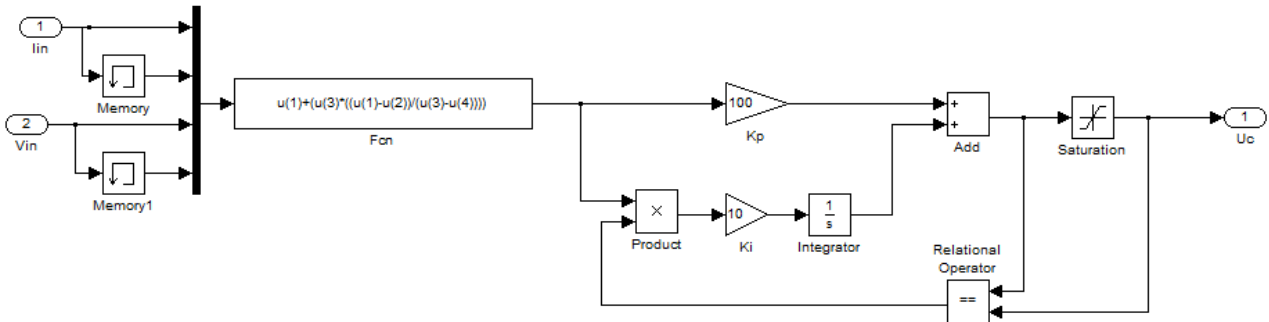 1
Iin
Memory
2
Vin
Memory1
u(1)+(u(3)*((u(1)-u(2))/(u(3)-u(4))))
Fcn
100
Kp
×
Product
10
Ki
1
s
Integrator
+
+
Add
Saturation
1
Uc
Relational
Operator
==